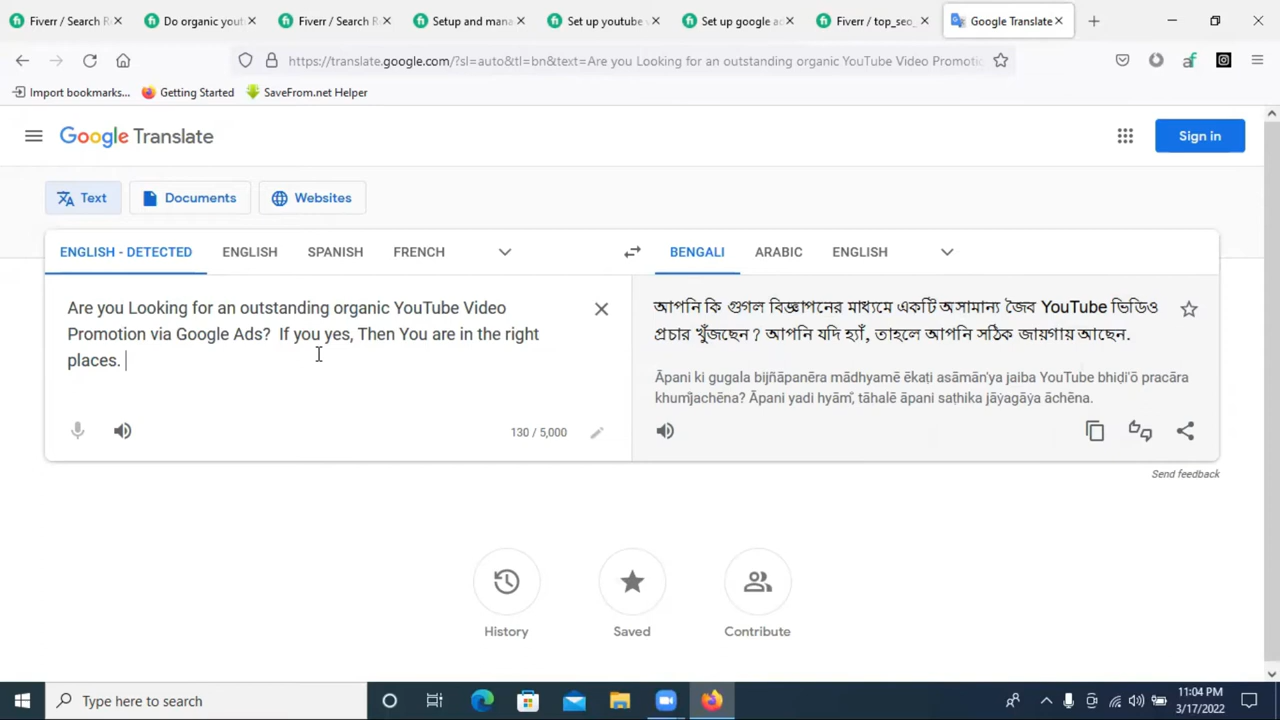 Fiverr / Search R
Do organic yout
Fiverr / Search R
Setup and mana
Set up youtube v
Set up google ad
Fiverr / top_seo_
Google Translate
https://translate.google.com/?sl=auto&tl=bn&text=Are you Looking for an outstanding organic YouTube Video Promotio
Import bookmarks...
Getting Started
SaveFrom.net Helper
Google Translate
Sign in
Text
Documents
Websites
ENGLISH - DETECTED
ENGLISH
SPANISH
FRENCH
BENGALI
ARABIC
ENGLISH
Are you Looking for an outstanding organic YouTube Video
Promotion via Google Ads?  If you yes, Then You are in the right
places.
130 / 5,000
আপনি কি গুগল বিজ্ঞাপনের মাধ্যমে একটি অসামান্য জৈব YouTube ভিডিও
প্রচার খুঁজছেন? আপনি যদি হ্যাঁ, তাহলে আপনি সঠিক জায়গায় আছেন.
Āpani ki gugala bijñāpanēra mādhyamē ēkaṭi asāmān'ya jaiba YouTube bhiḍi'ō pracāra
khum̐jachēna? Āpani yadi hyām̐, tāhalē āpani saṭhika jāẏagāẏa āchēna.
Send feedback
History
Saved
Contribute
Type here to search
11:04 PM
3/17/2022